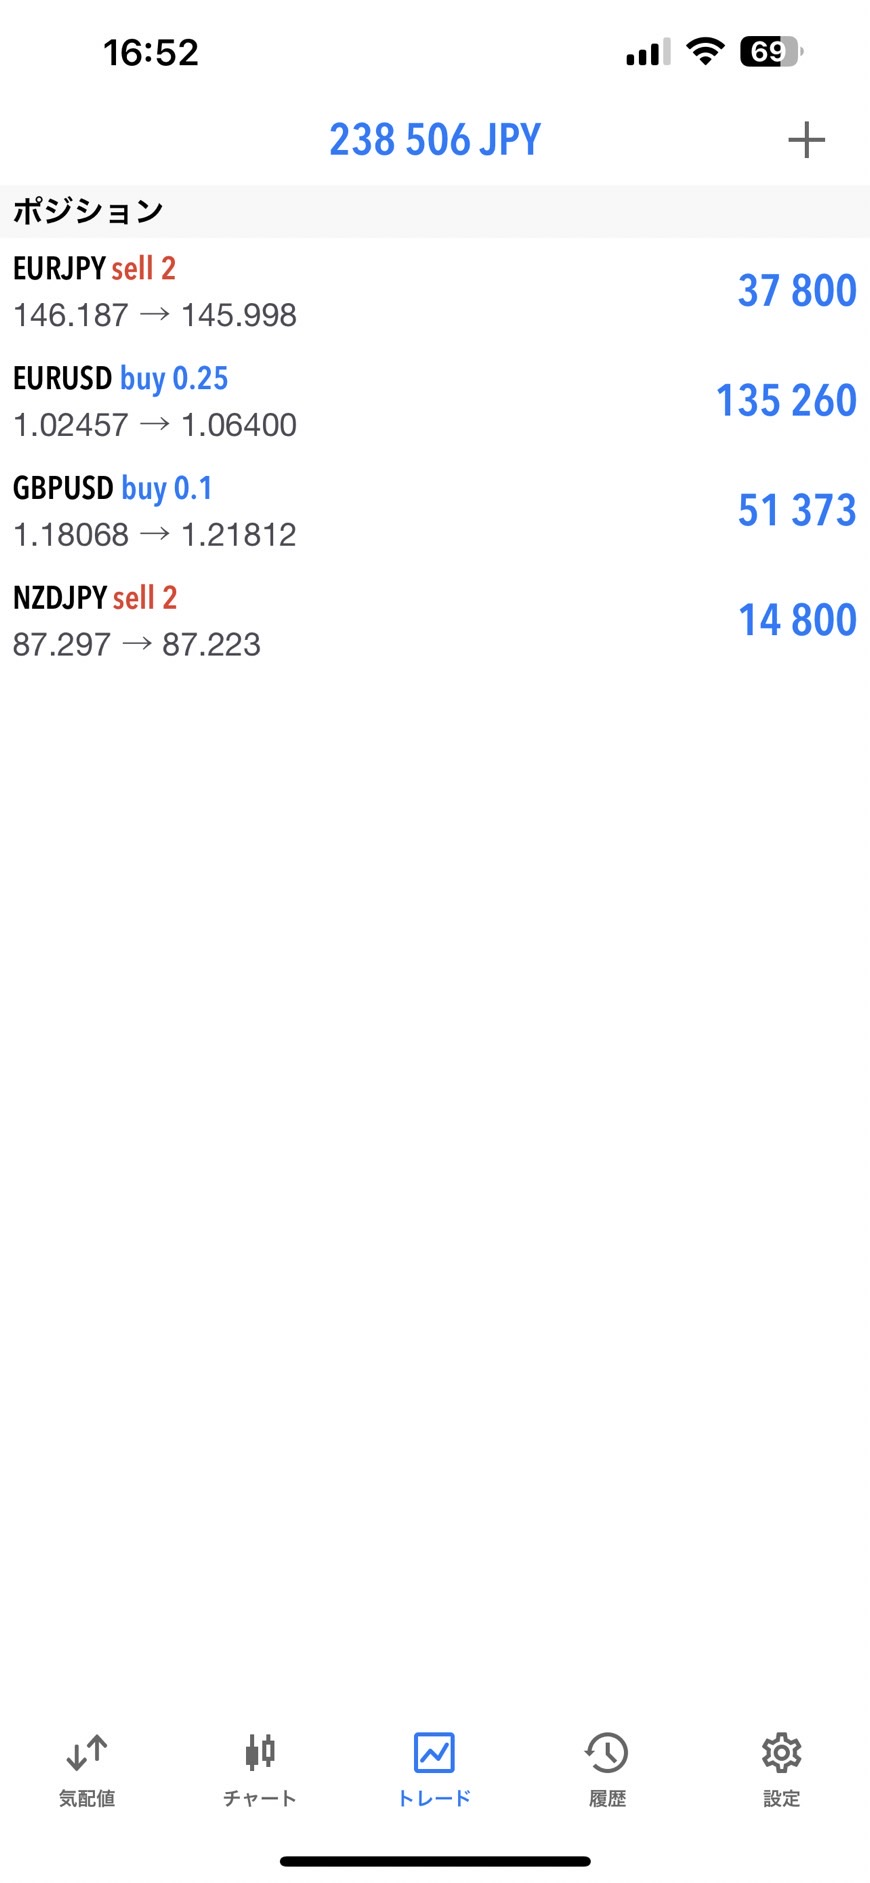 16:52
69
238 506 JPY
ポジション
EURJPY sell 2
146.187 → 145.998
37 800
EURUSD buy 0.25
1.02457 → 1.06400
135 260
GBPUSD buy 0.1
1.18068 → 1.21812
51 373
NZDJPY sell 2
87.297 → 87.223
14 800
気配値
チャート
トレード
履歴
設定